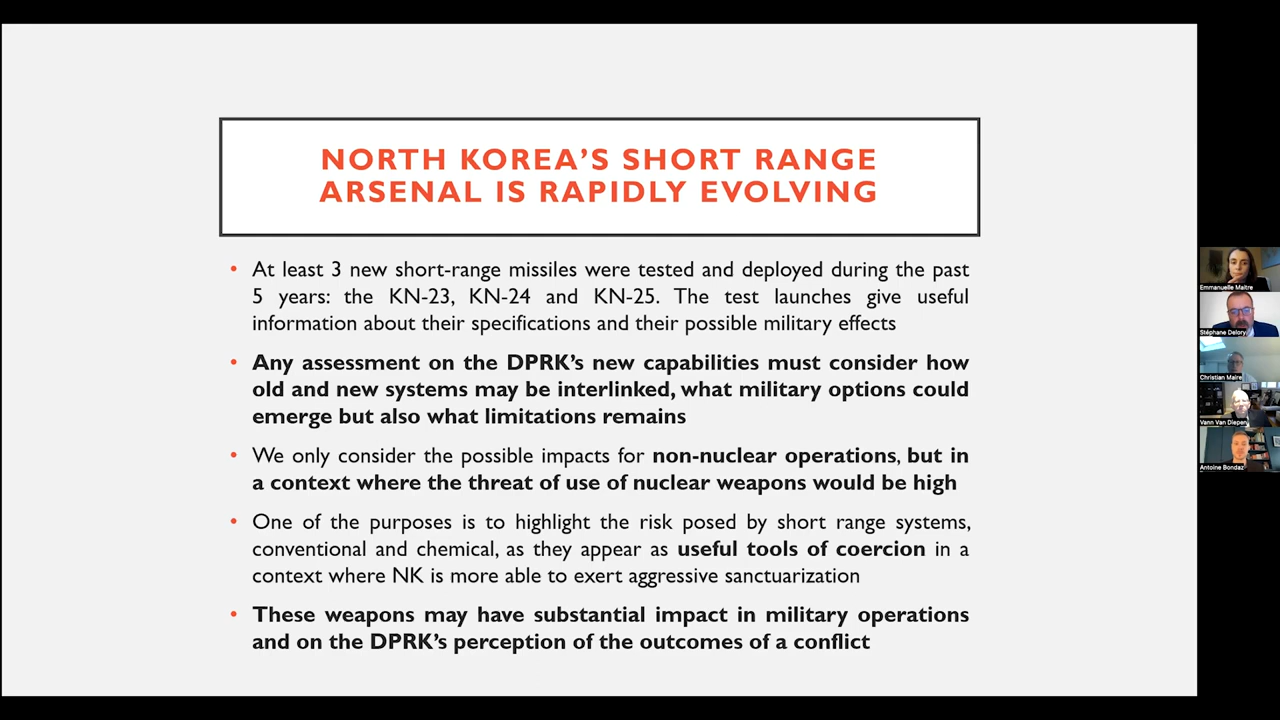 NORTH KOREA'S SHORT RANGE
ARSENAL IS RAPIDLY EVOLVING
• At least 3 new short-range missiles were tested and deployed during the past
5 years: the KN-23, KN-24 and KN-25. The test launches give useful
information about their specifications and their possible military effects
• Any assessment on the DPRK's new capabilities must consider how
old and new systems may be interlinked, what military options could
emerge but also what limitations remains
• We only consider the possible impacts for non-nuclear operations, but in
a context where the threat of use of nuclear weapons would be high
• One of the purposes is to highlight the risk posed by short range systems,
conventional and chemical, as they appear as useful tools of coercion in a
context where NK is more able to exert aggressive sanctuarization
• These weapons may have substantial impact in military operations
and on the DPRK's perception of the outcomes of a conflict
Emmanuelle Maitre
Stéphane Delory
Christian Maire
Vann Van Diepen
Antoine Bondaz